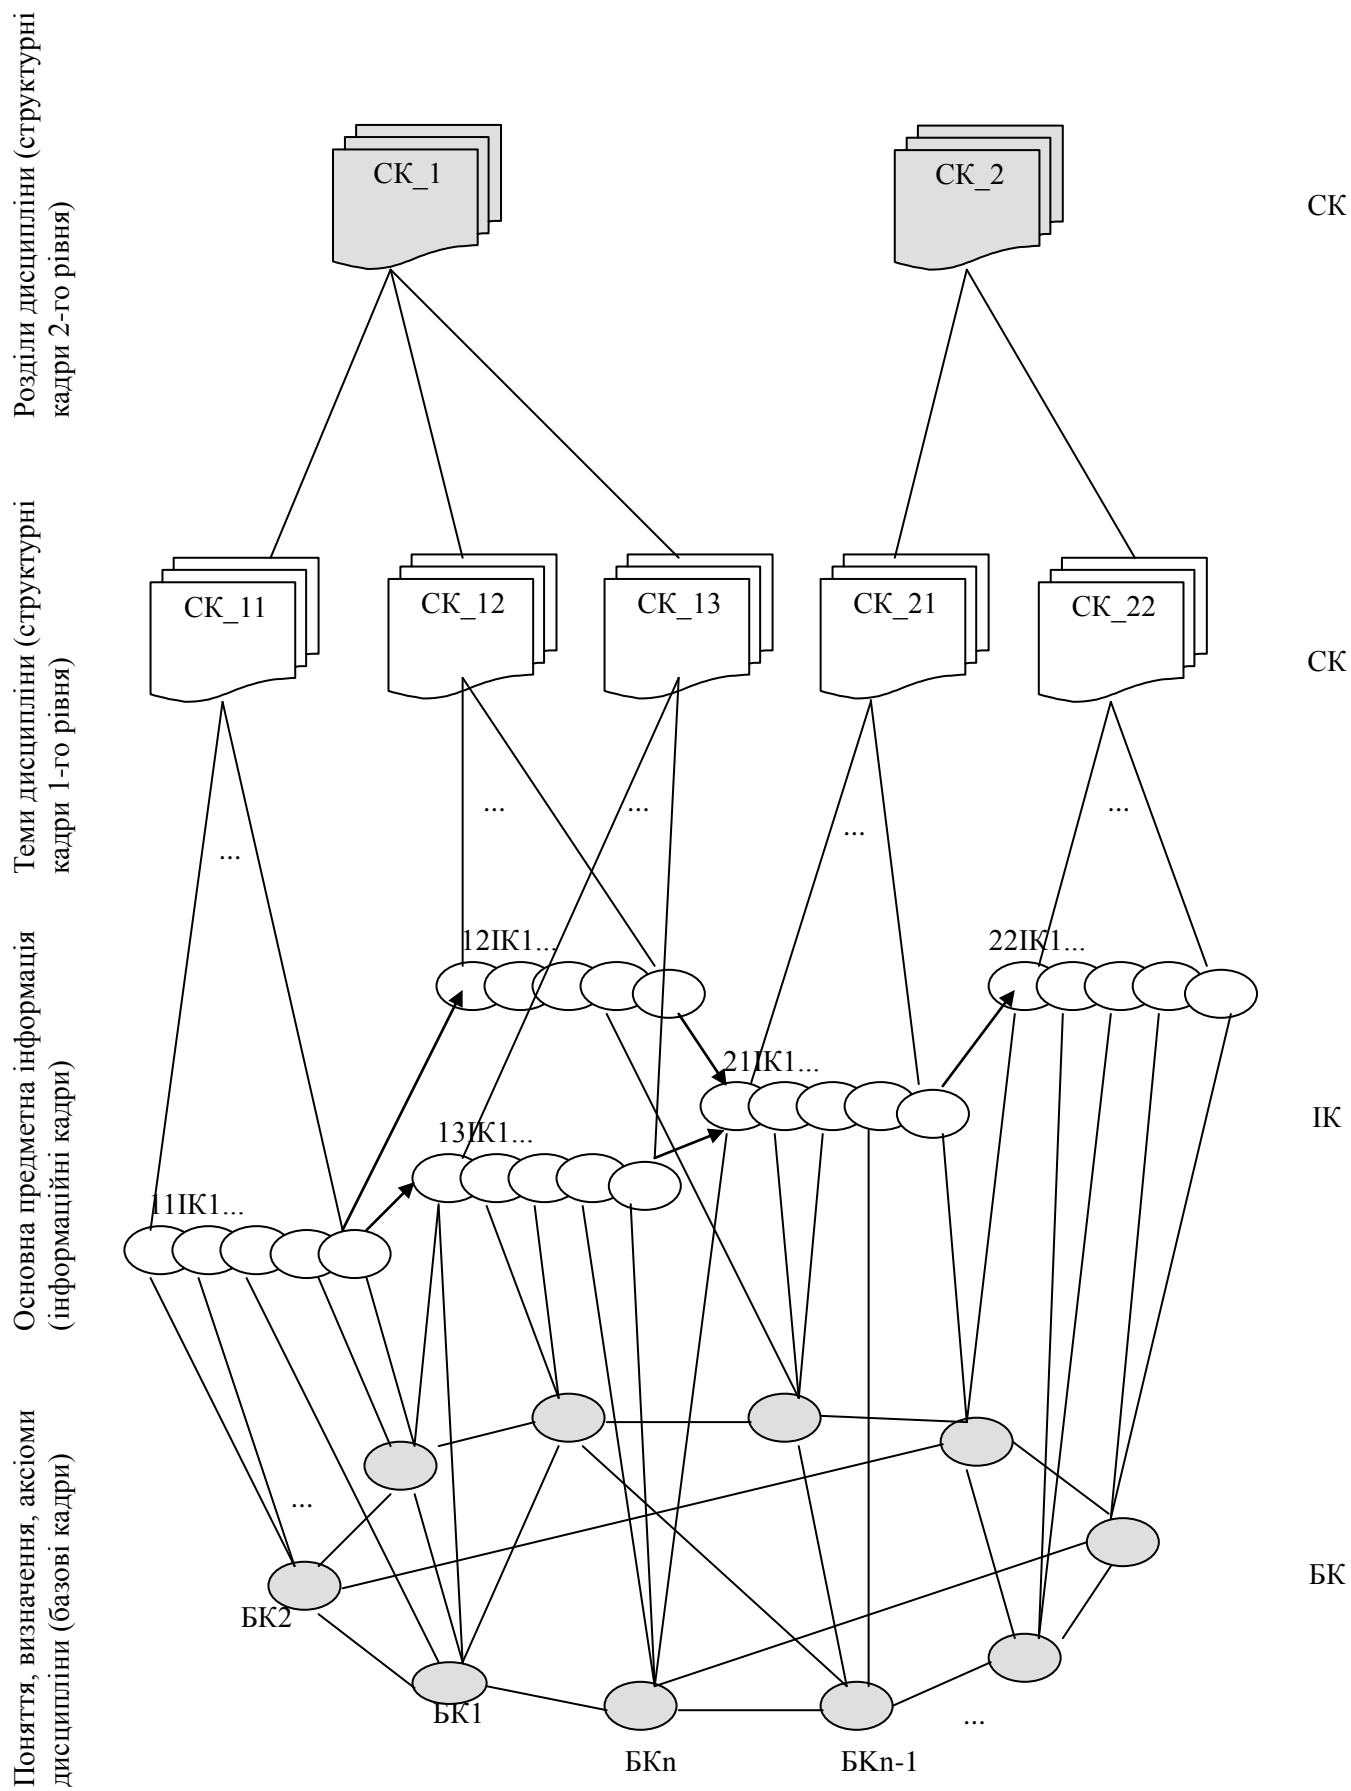 Розділи дисципліни (структурні
кадри 2-го рівня)
СК_1
СК_2
СК
Теми дисципліни (структурні
кадри 1-го рівня)
СК_11
СК_12
СК_13
СК_21
СК_22
СК
...
...
...
...
...
Основна предметна інформація
(інформаційні кадри)
12ІК1...
22ІК1...
21ІК1...
13ІК1...
11ІК1...
ІК
Поняття, визначення, аксіоми
дисципліни (базові кадри)
...
БК2
БК1
БКn
БКn-1
...
БК